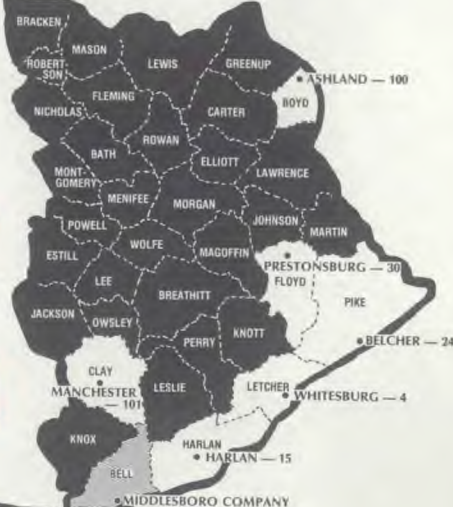 BRACKEN
MASON
ROBERT-
SON
LEWIS
GREENUP
ASHLAND — 100
BOYD
FLEMING
NICHOLAS
CARTER
ROWAN
BATH
ELLIOTT
LAWRENCE
MONT-
GOMERY
MENIFEE
MORGAN
JOHNSON
MARTIN
POWELL
WOLFE
MAGOFFIN
ESTILL
PRESTONSBURG — 30
FLOYD
LEE
BREATHITT
PIKE
JACKSON
OWSLEY
PERRY
KNOTT
BELCHER — 24
CLAY
MANCHESTER
— 101
LESLIE
LETCHER
WHITESBURG — 4
KNOX
HARLAN
HARLAN — 15
BELL
MIDDLESBORO COMPANY